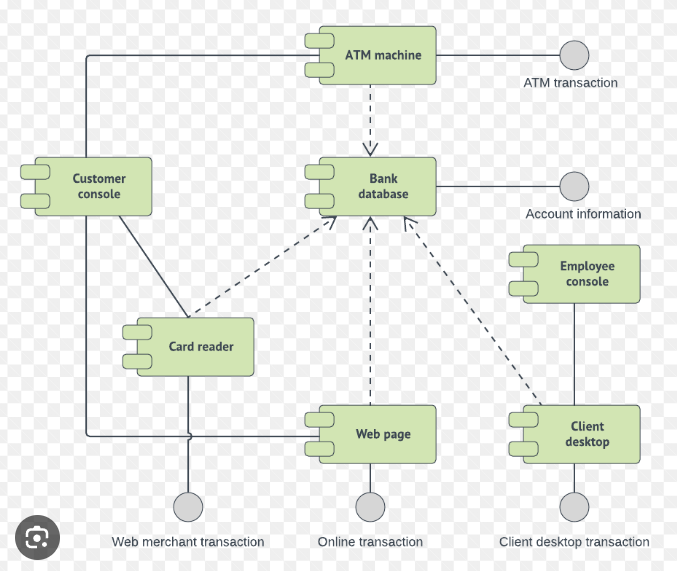 ATM machine
ATM transaction
Customer
console
Bank
database
Account information
Employee
console
Card reader
Web page
Client
desktop
Web merchant transaction
Online transaction
Client desktop transaction